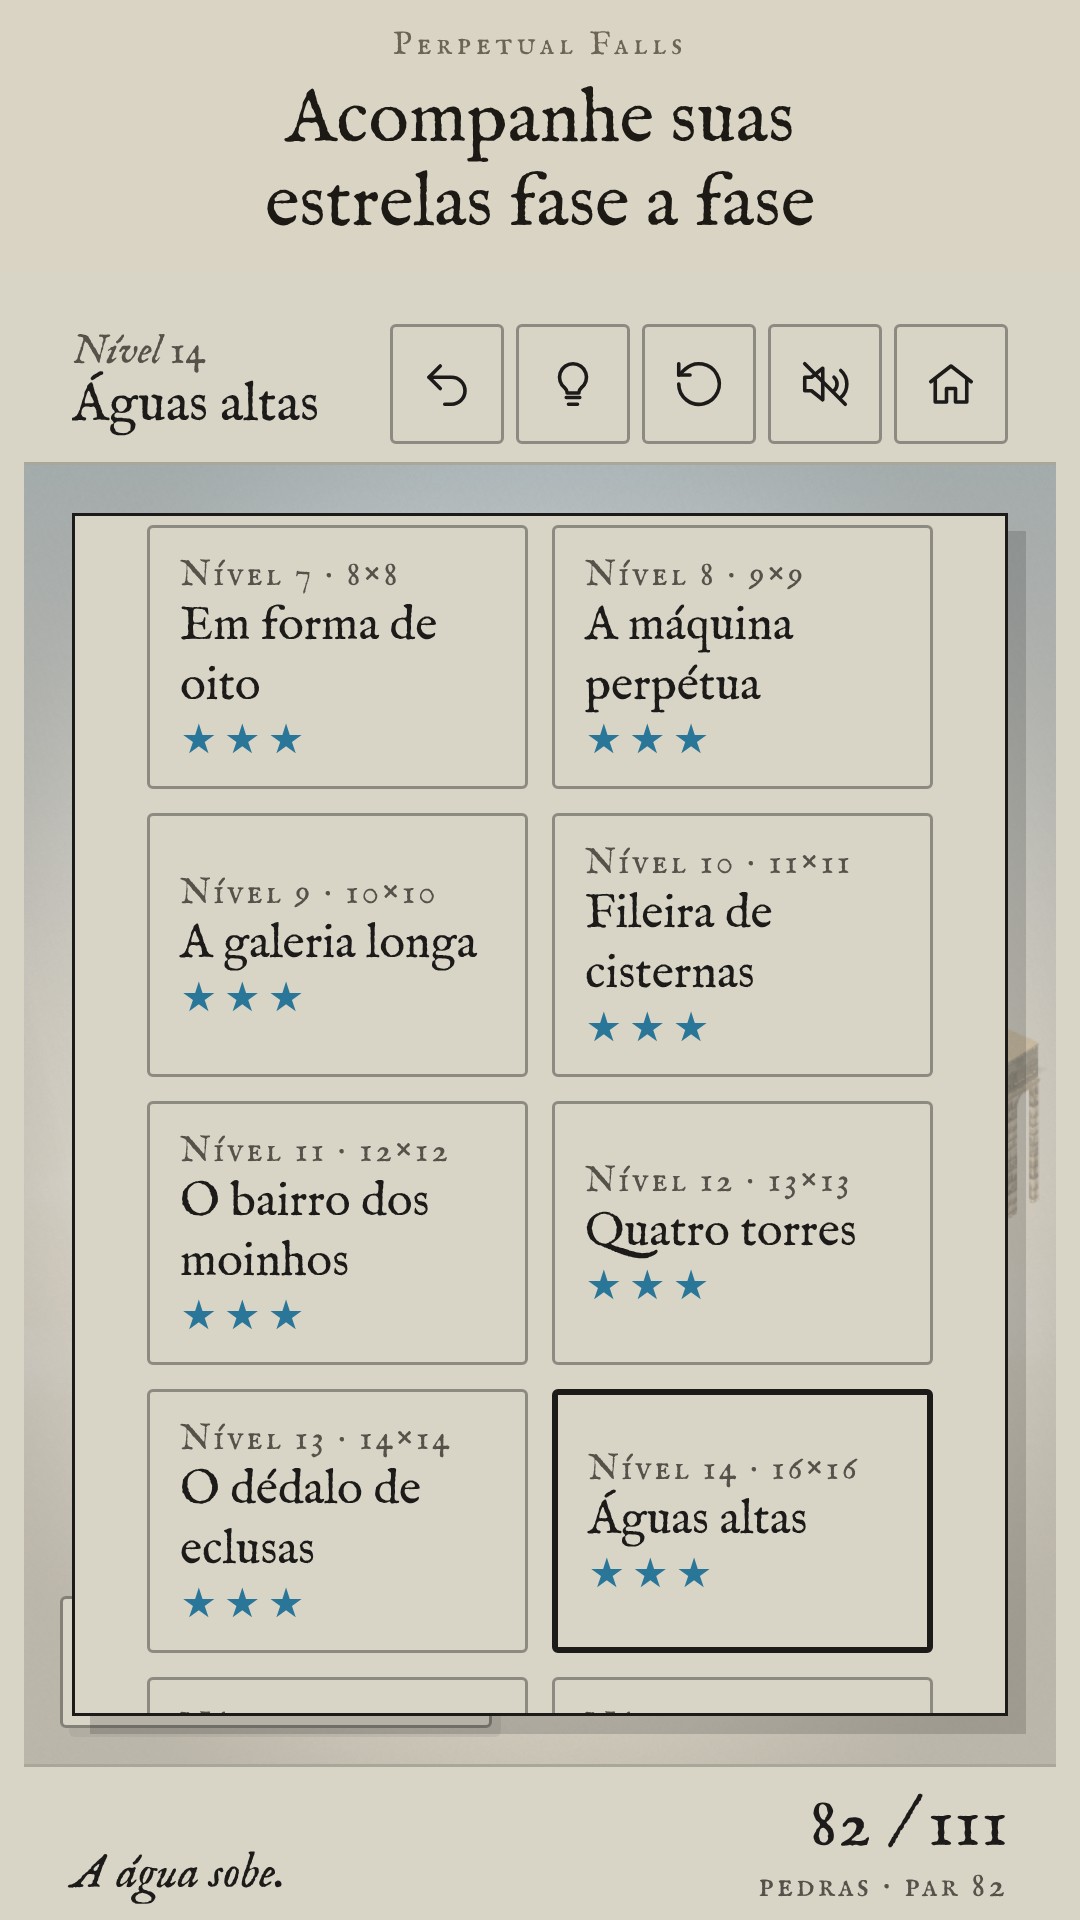 Perpetual Falls
Acompanhe suas
estrelas fase a fase
Nível 14
Águas altas
Nível 7 · 8×8
Em forma de
oito
★ ★ ★
Nível 8 · 9×9
A máquina
perpétua
★ ★ ★
Nível 9 · 10×10
A galeria longa
★ ★ ★
Nível 10 · 11×11
Fileira de
cisternas
★ ★ ★
Nível 11 · 12×12
O bairro dos
moinhos
★ ★ ★
Nível 12 · 13×13
Quatro torres
★ ★ ★
Nível 13 · 14×14
O dédalo de
eclusas
★ ★ ★
Nível 14 · 16×16
Águas altas
★ ★ ★
A água sobe.
82 / 111
pedras · par 82